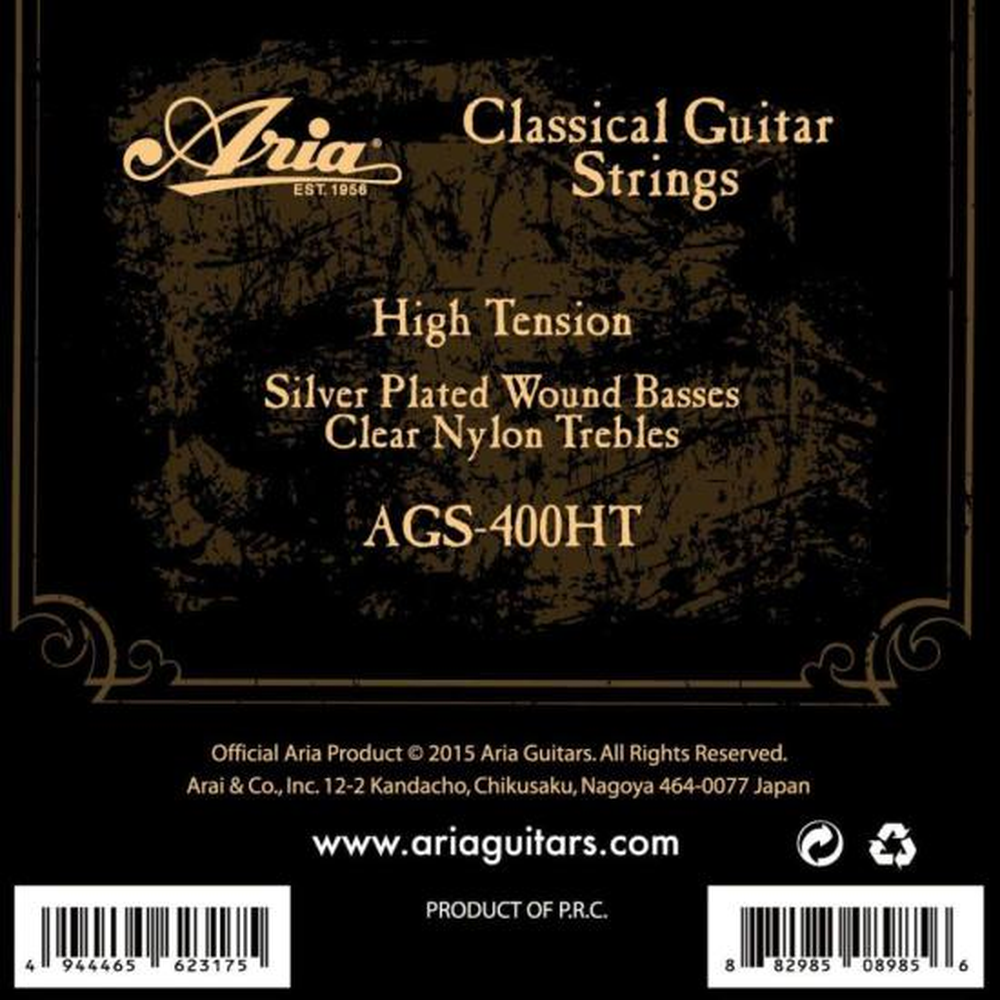 Aria®
EST. 1956
Classical Guitar
Strings
High Tension
Silver Plated Wound Basses
Clear Nylon Trebles
AGS-400HT
Official Aria Product © 2015 Aria Guitars. All Rights Reserved.
Arai & Co., Inc. 12-2 Kandacho, Chikusaku, Nagoya 464-0077 Japan
www.ariaguitars.com
PRODUCT OF P.R.C.
4 944465 623175
8 82985 08985 6